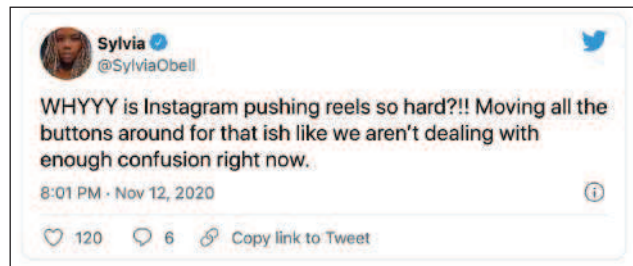 Sylvia
@SylviaObell
WHYYY is Instagram pushing reels so hard?!! Moving all the
buttons around for that ish like we aren't dealing with
enough confusion right now.
8:01 PM · Nov 12, 2020
120 6 Copy link to Tweet